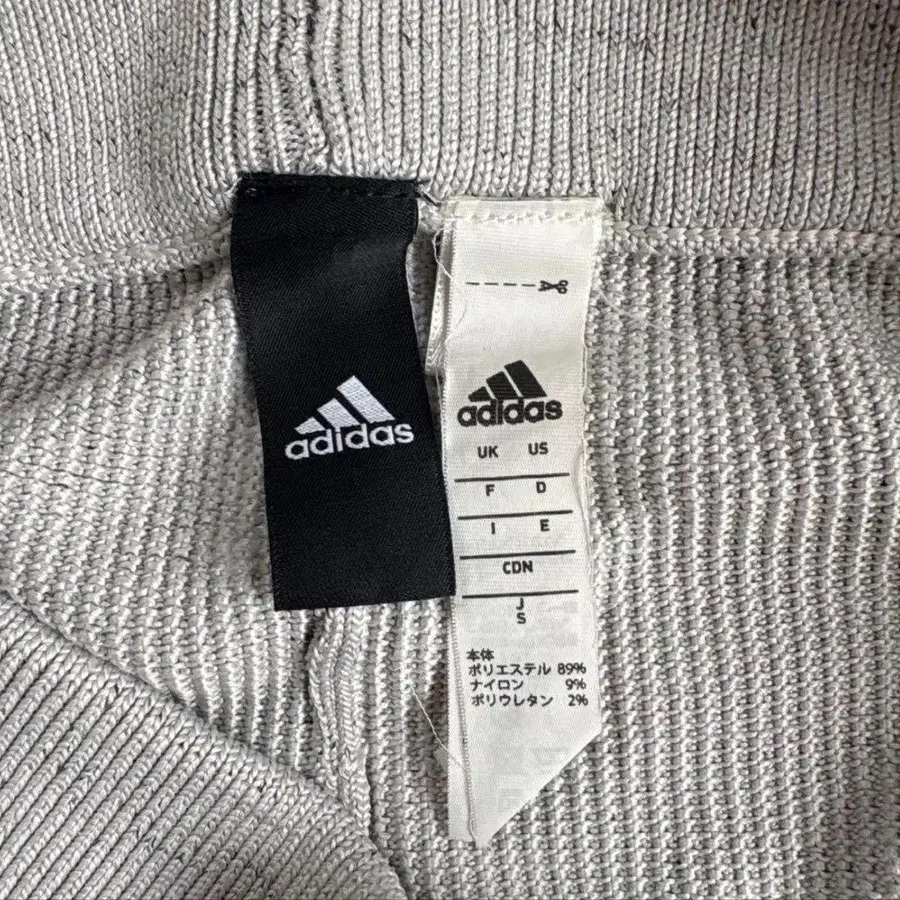 adidas
adidas
UK US
F D
I E
CDN
J
S
本体
ポリエステル 89%
ナイロン 9%
ポリウレタン 2%